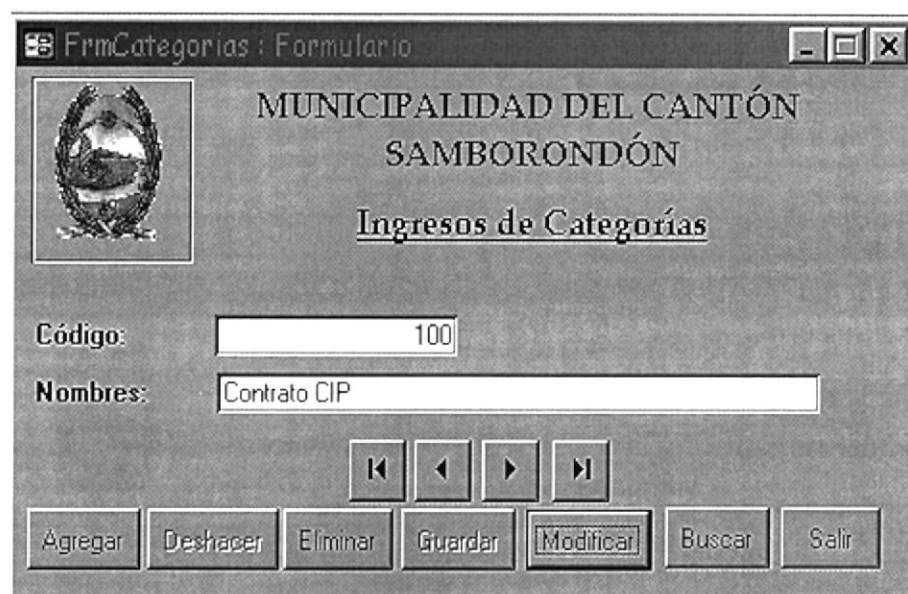 FrmCategorias : Formulario
MUNICIPALIDAD DEL CANTÓN
SAMBORONDÓN
Ingresos de Categorías
Código: 100
Nombres: Contrato CIP
Agregar Deshacer Eliminar Guardar Modificar Buscar Salir